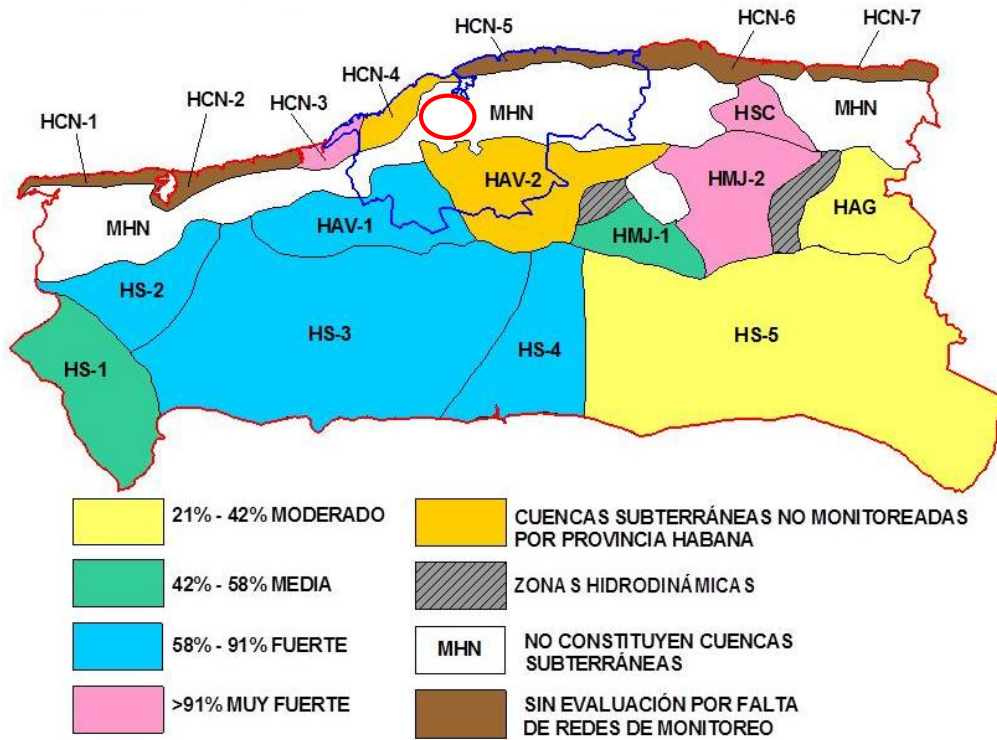 HCN-1
HCN-2
HCN-3
HCN-4
HCN-5
HCN-6
HCN-7
MHN
HSC
MHN
HAV-2
HMJ-2
HAG
MHN
HAV-1
HMJ-1
HS-2
HS-3
HS-4
HS-5
HS-1
21% - 42% MODERADO
42% - 58% MEDIA
58% - 91% FUERTE
>91% MUY FUERTE
CUENCAS SUBTERRÁNEAS NO MONITOREADAS
POR PROVINCIA HABANA
ZONAS HIDRODINÁMICAS
MHN
NO CONSTITUYEN CUENCAS
SUBTERRÁNEAS
SIN EVALUACIÓN POR FALTA
DE REDES DE MONITOREO